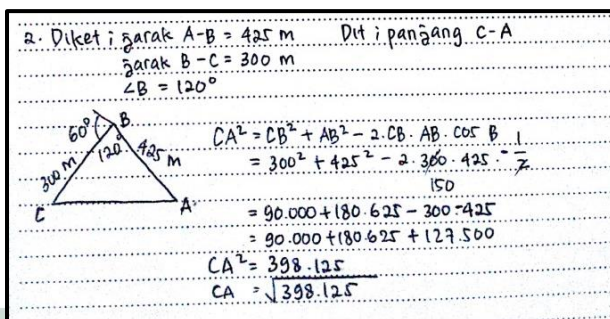 2. Diket : jarak A-B = 425 m Dit : panjang C-A
jarak B-C = 300 m
∠B = 120°
60° B
120° 425 m
300 m
C A
CA² = CB² + AB² - 2.CB. AB. cos B
= 300² + 425² - 2.300.425. - 1/2
150
= 90.000 + 180.625 - 300 - 425
= 90.000 + 180.625 + 127.500
CA² = 398.125
CA = √398.125